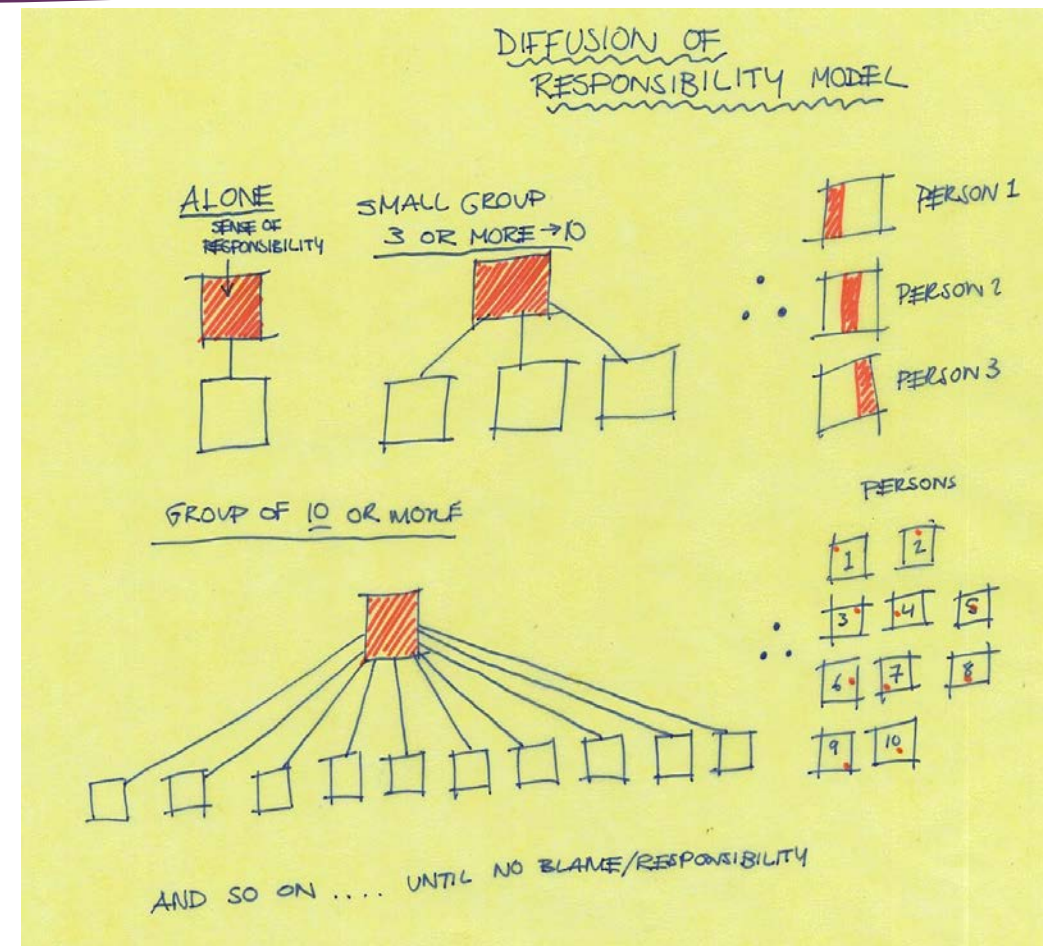 DIFFUSION OF
RESPONSIBILITY MODEL
ALONE
SENSE OF
RESPONSIBILITY
SMALL GROUP
3 OR MORE → 10
PERSON 1
∴ PERSON 2
PERSON 3
GROUP OF 10 OR MORE
PERSONS
1 2
3 4 5
∴
6 7 8
9 10
AND SO ON .... UNTIL NO BLAME/RESPONSIBILITY